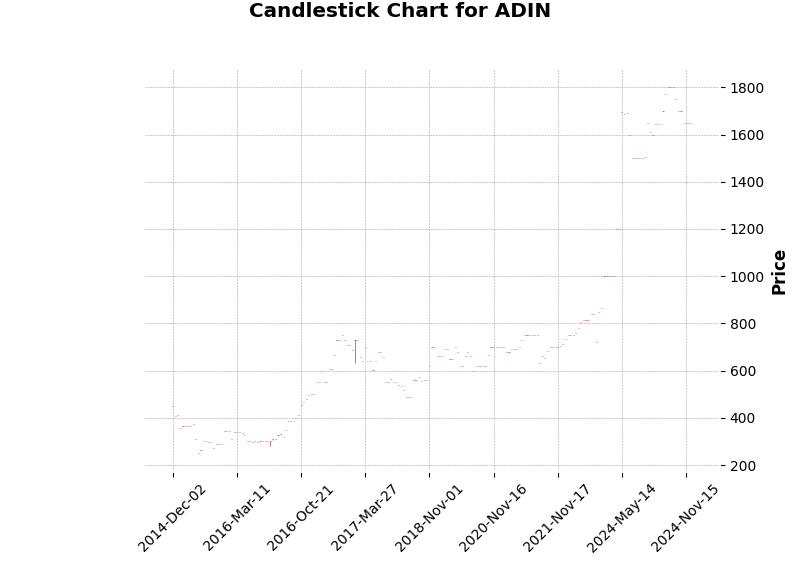 Candlestick Chart for ADIN
1800
1600
1400
1200
1000
800
600
400
200
Price
2014-Dec-02
2016-Mar-11
2016-Oct-21
2017-Mar-27
2018-Nov-01
2020-Nov-16
2021-Nov-17
2024-May-14
2024-Nov-15